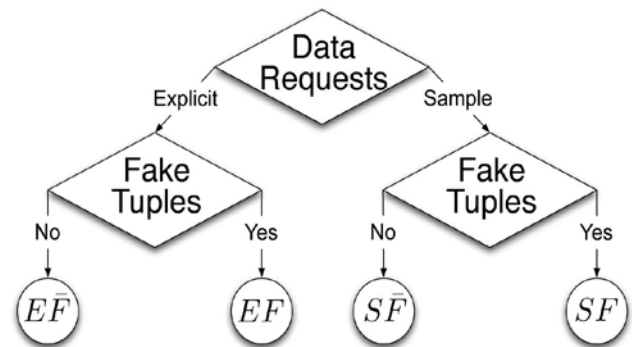 Data
Requests
Explicit
Sample
Fake
Tuples
Fake
Tuples
No
Yes
No
Yes
EF̄
EF
SF̄
SF